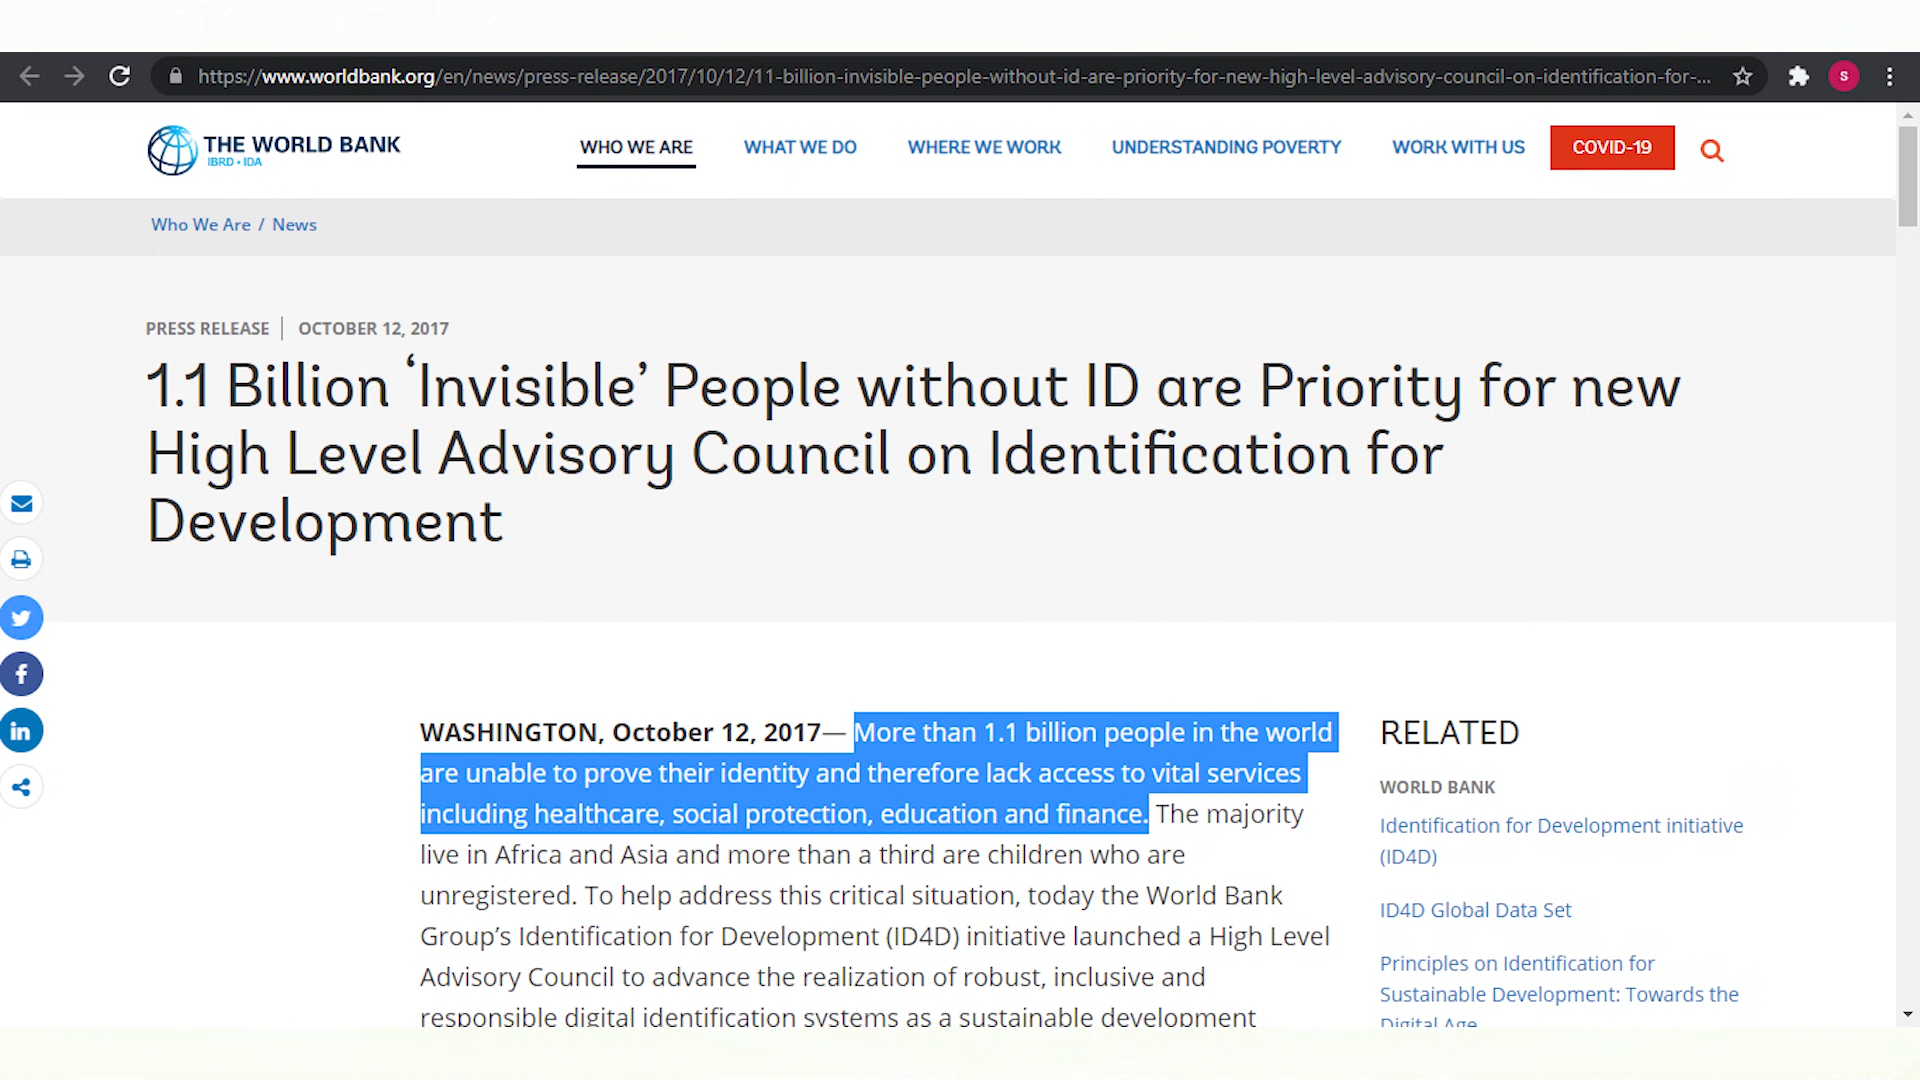 https://www.worldbank.org/en/news/press-release/2017/10/12/11-billion-invisible-people-without-id-are-priority-for-new-high-level-advisory-council-on-identification-for-...
S
THE WORLD BANK
IBRD • IDA
WHO WE ARE
WHAT WE DO
WHERE WE WORK
UNDERSTANDING POVERTY
WORK WITH US
COVID-19
Who We Are / News
PRESS RELEASE | OCTOBER 12, 2017
1.1 Billion ‘Invisible’ People without ID are Priority for new
High Level Advisory Council on Identification for
Development
WASHINGTON, October 12, 2017— More than 1.1 billion people in the world
are unable to prove their identity and therefore lack access to vital services
including healthcare, social protection, education and finance. The majority
live in Africa and Asia and more than a third are children who are
unregistered. To help address this critical situation, today the World Bank
Group’s Identification for Development (ID4D) initiative launched a High Level
Advisory Council to advance the realization of robust, inclusive and
responsible digital identification systems as a sustainable development
RELATED
WORLD BANK
Identification for Development initiative
(ID4D)
ID4D Global Data Set
Principles on Identification for
Sustainable Development: Towards the
Digital Age